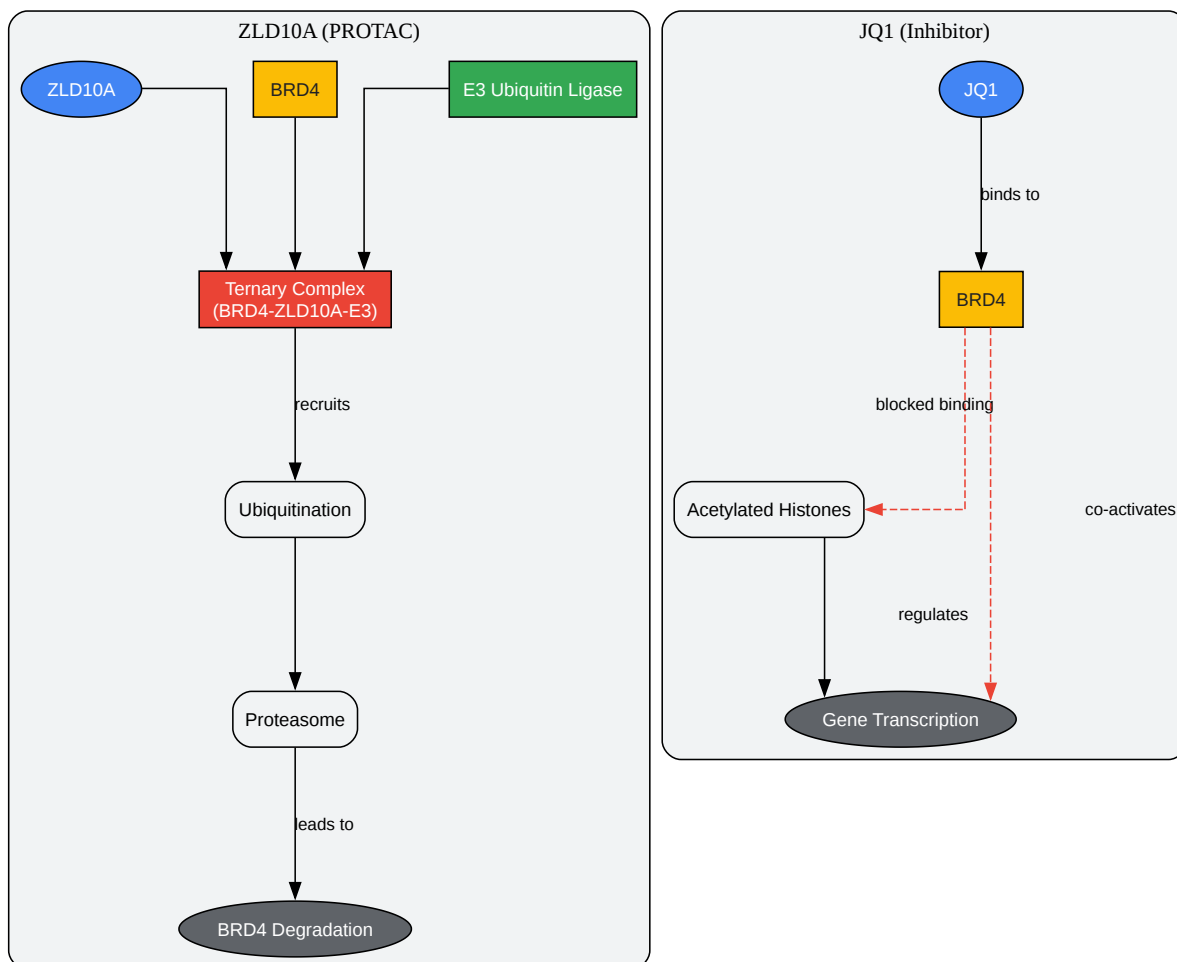 ZLD10A (PROTAC)
ZLD10A
BRD4
E3 Ubiquitin Ligase
Ternary Complex
(BRD4-ZLD10A-E3)
recruits
Ubiquitination
Proteasome
leads to
BRD4 Degradation
JQ1 (Inhibitor)
JQ1
binds to
BRD4
blocked binding
Acetylated Histones
co-activates
regulates
Gene Transcription